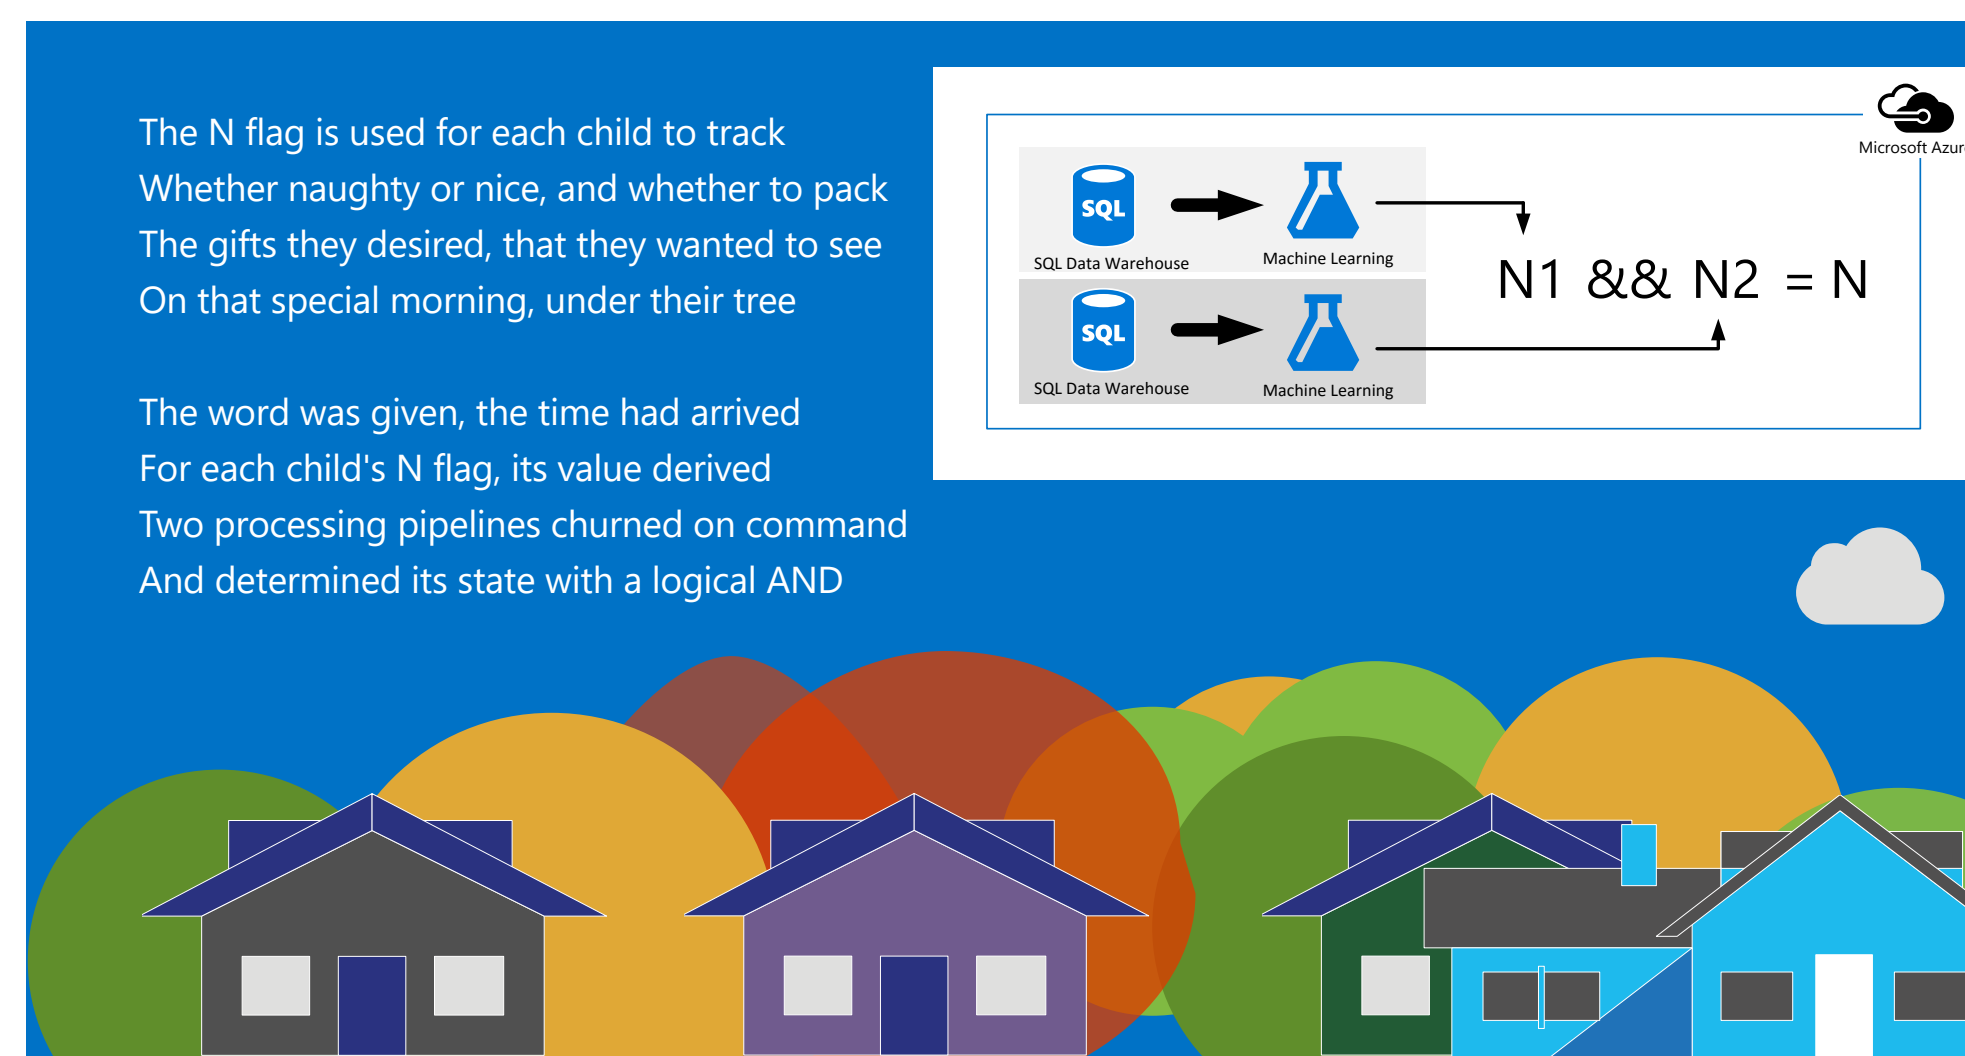 The N flag is used for each child to track
Whether naughty or nice, and whether to pack
The gifts they desired, that they wanted to see
On that special morning, under their tree
The word was given, the time had arrived
For each child's N flag, its value derived
Two processing pipelines churned on command
And determined its state with a logical AND
Microsoft Azure
SQL
SQL Data Warehouse
Machine Learning
N1 && N2 = N
SQL
SQL Data Warehouse
Machine Learning